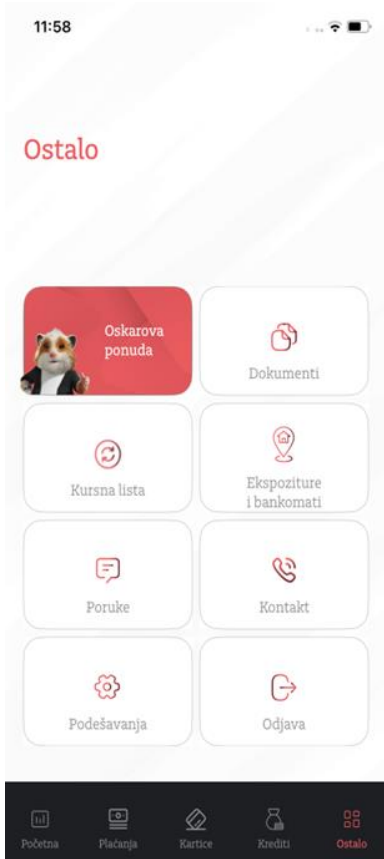 11:58
Ostalo
Oskarova
ponuda
Dokumenti
Kursna lista
Ekspoziture
i bankomati
Poruke
Kontakt
Podešavanja
Odjava
Početna
Plaćanja
Kartice
Krediti
Ostalo